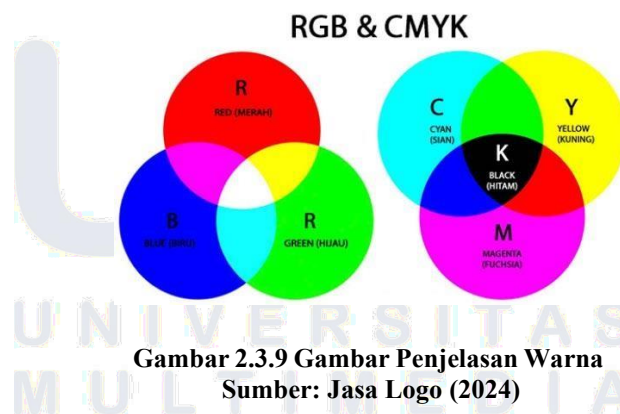 RGB & CMYK
R
RED (MERAH)
B
BLUE (BIRU)
R
GREEN (HIJAU)
C
CYAN
(SIAN)
Y
YELLOW
(KUNING)
K
BLACK
(HITAM)
M
MAGENTA
(FUCHSIA)
UNIVERSITAS
Gambar 2.3.9 Gambar Penjelasan Warna
Sumber: Jasa Logo (2024)
MULTIMEDIA